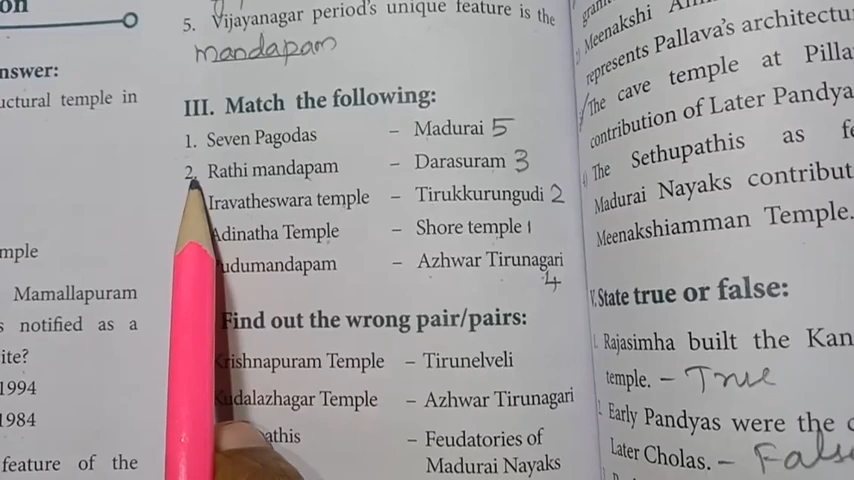 on
nswer:
uctural temple in
mple
Mamallapuram
s notified as a
ite?
1994
1984
feature of the
5. Vijayanagar period's unique feature is the
mandapam
III. Match the following:
1. Seven Pagodas – Madurai 5
2. Rathi mandapam – Darasuram 3
Iravatheswara temple – Tirukkurungudi 2
Adinatha Temple – Shore temple 1
udumandapam – Azhwar Tirunagari
4
Find out the wrong pair/pairs:
Krishnapuram Temple – Tirunelveli
Kudalazhagar Temple – Azhwar Tirunagari
athis – Feudatories of
Madurai Nayaks
Meenakshi
represents Pallava's architectu
The cave temple at Pilla
contribution of Later Pandya
The Sethupathis as fe
Madurai Nayaks contribut
Meenakshiamman Temple.
V. State true or false:
1. Rajasimha built the Kan
temple. – True
2. Early Pandyas were the c
Later Cholas. – False